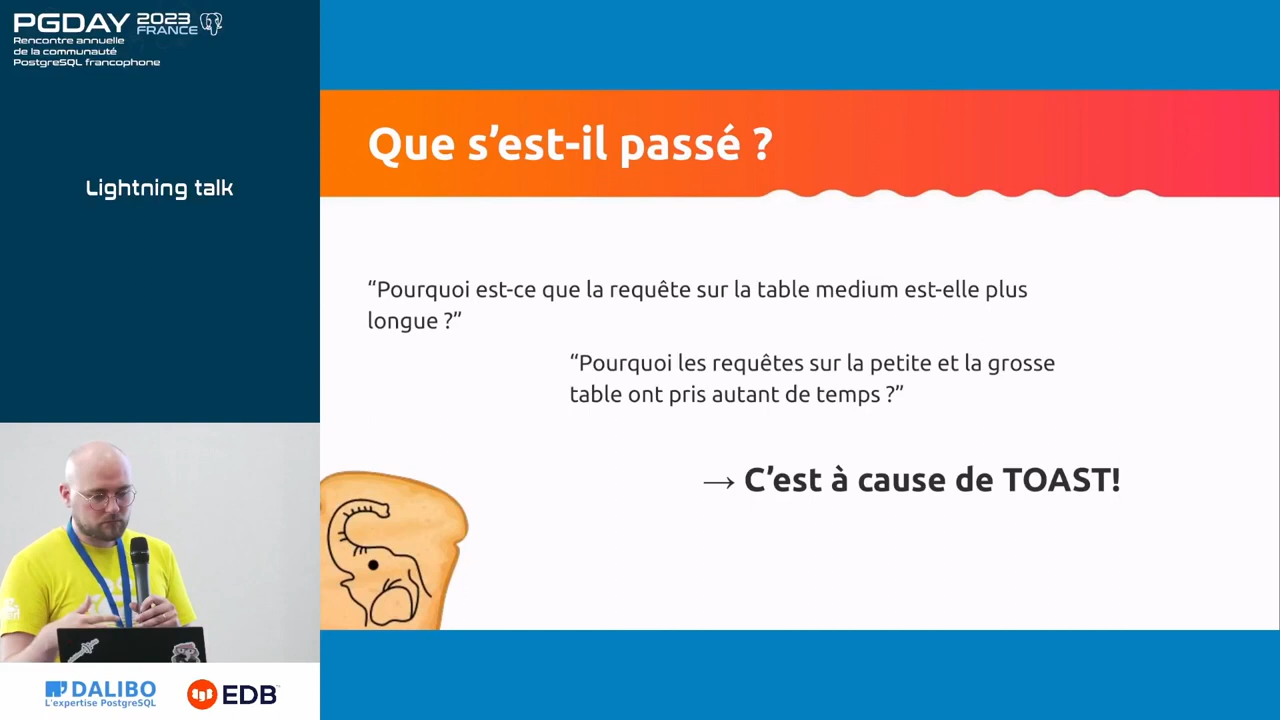 PGDAY 2023 FRANCE
Rencontre annuelle
de la communauté
PostgreSQL francophone
Lightning talk
Que s’est-il passé ?
“Pourquoi est-ce que la requête sur la table medium est-elle plus
longue ?”
“Pourquoi les requêtes sur la petite et la grosse
table ont pris autant de temps ?”
→ C’est à cause de TOAST!
DALIBO
L'expertise PostgreSQL
EDB